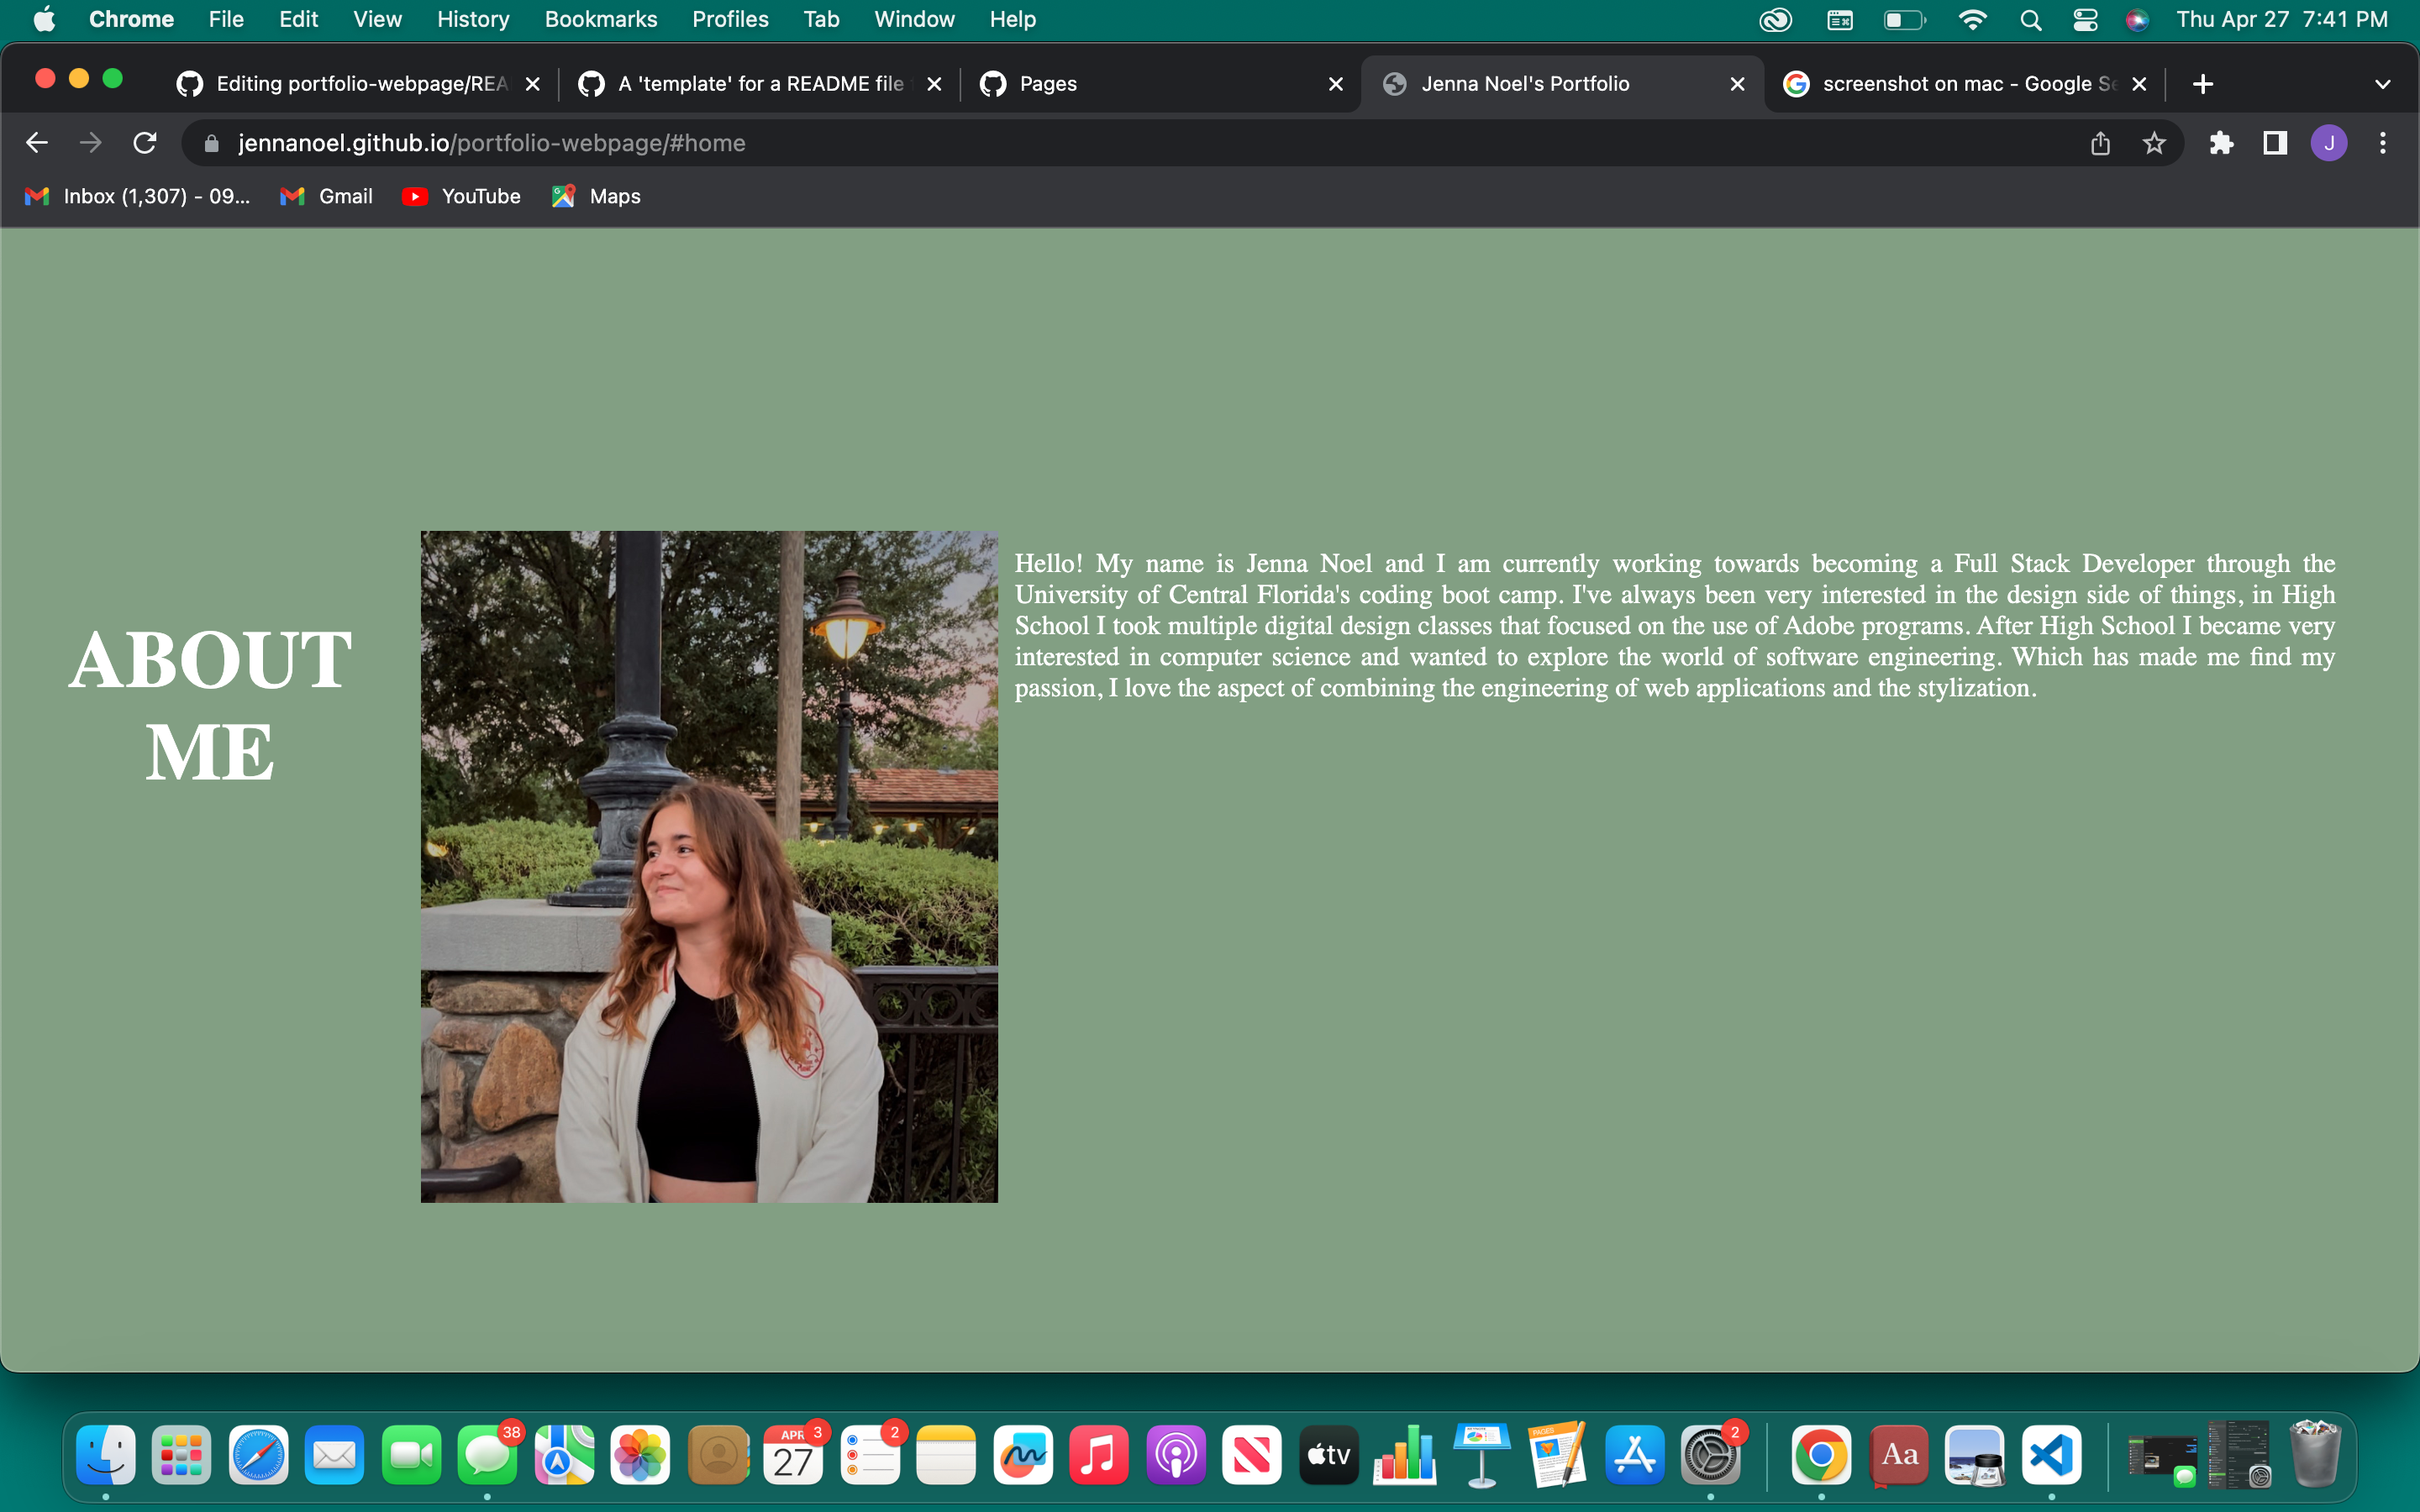 Chrome File Edit View History Bookmarks Profiles Tab Window Help Thu Apr 27 7:41 PM
Editing portfolio-webpage/REA A 'template' for a README file Pages Jenna Noel's Portfolio screenshot on mac - Google Se
jennanoel.github.io/portfolio-webpage/#home J
Inbox (1,307) - 09... Gmail YouTube Maps
ABOUT
ME
Hello! My name is Jenna Noel and I am currently working towards becoming a Full Stack Developer through the
University of Central Florida's coding boot camp. I've always been very interested in the design side of things, in High
School I took multiple digital design classes that focused on the use of Adobe programs. After High School I became very
interested in computer science and wanted to explore the world of software engineering. Which has made me find my
passion, I love the aspect of combining the engineering of web applications and the stylization.
38 APR 3 2 tv 2 Aa
27